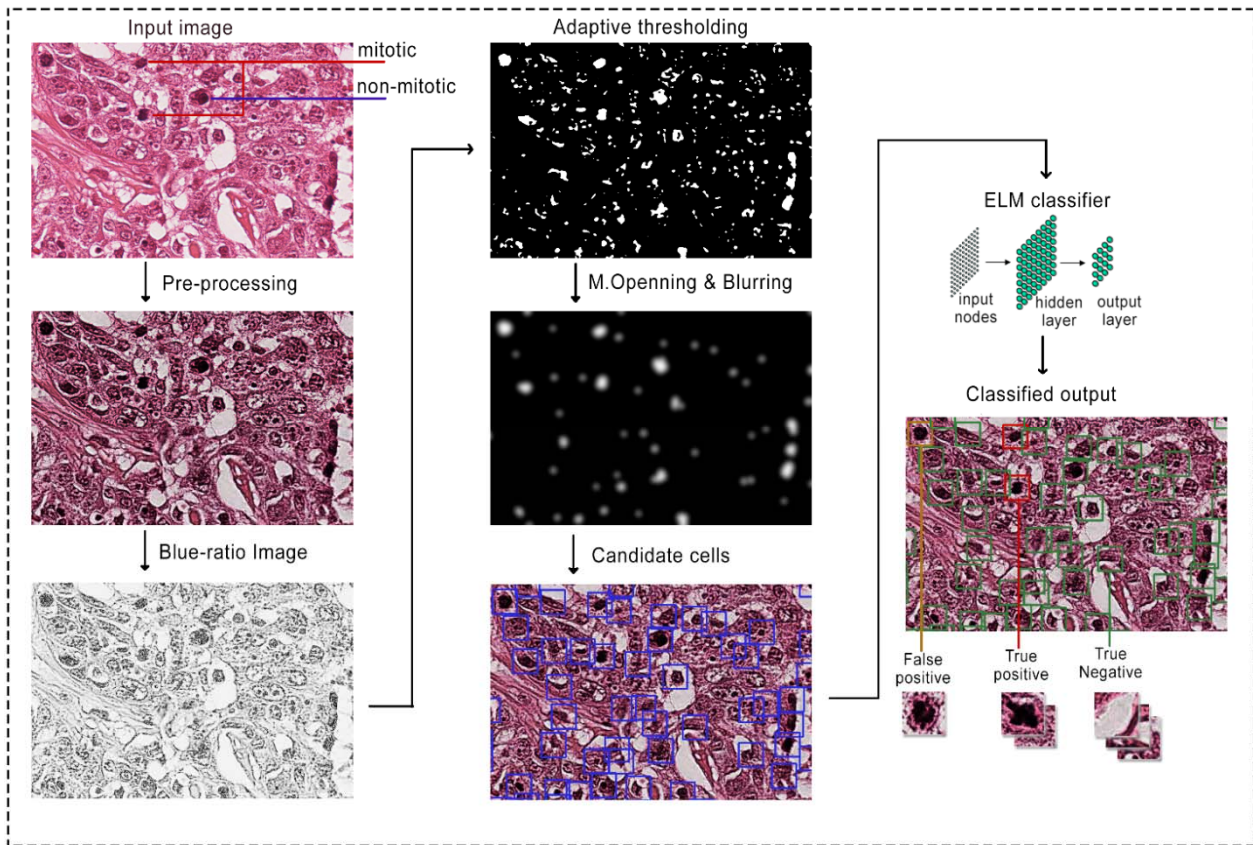 Input image
mitotic
non-mitotic
Pre-processing
Blue-ratio Image
Adaptive thresholding
M.Openning & Blurring
Candidate cells
ELM classifier
input
nodes
hidden
layer
output
layer
Classified output
False
positive
True
positive
True
Negative